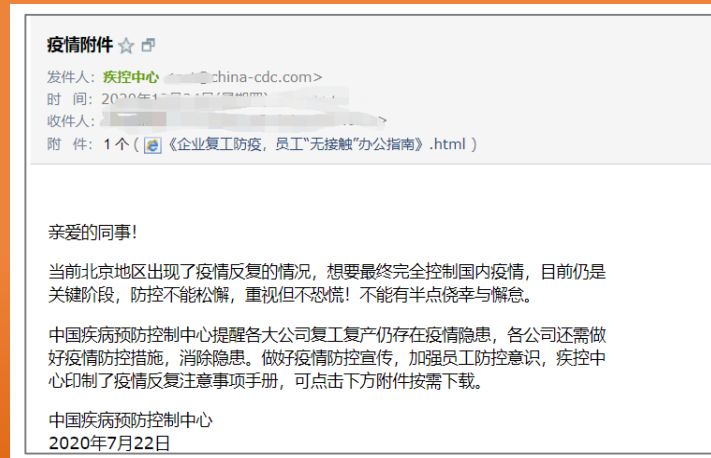 疫情附件
发件人：疾控中心 @china-cdc.com>
时 间：2020年1
收件人： >
附 件：1个 ( 《企业复工防疫，员工“无接触”办公指南》.html )
亲爱的同事！
当前北京地区出现了疫情反复的情况，想要最终完全控制国内疫情，目前仍是
关键阶段，防控不能松懈，重视但不恐慌！不能有半点侥幸与懈怠。
中国疾病预防控制中心提醒各大公司复工复产仍存在疫情隐患，各公司还需做
好疫情防控措施，消除隐患。做好疫情防控宣传，加强员工防控意识，疾控中
心印制了疫情反复注意事项手册，可点击下方附件按需下载。
中国疾病预防控制中心
2020年7月22日